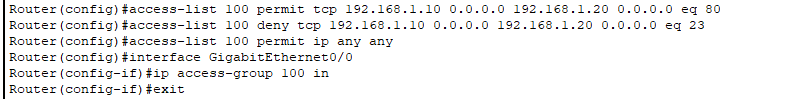 Router(config)#access-list 100 permit tcp 192.168.1.10 0.0.0.0 192.168.1.20 0.0.0.0 eq 80
Router(config)#access-list 100 deny tcp 192.168.1.10 0.0.0.0 192.168.1.20 0.0.0.0 eq 23
Router(config)#access-list 100 permit ip any any
Router(config)#interface GigabitEthernet0/0
Router(config-if)#ip access-group 100 in
Router(config-if)#exit